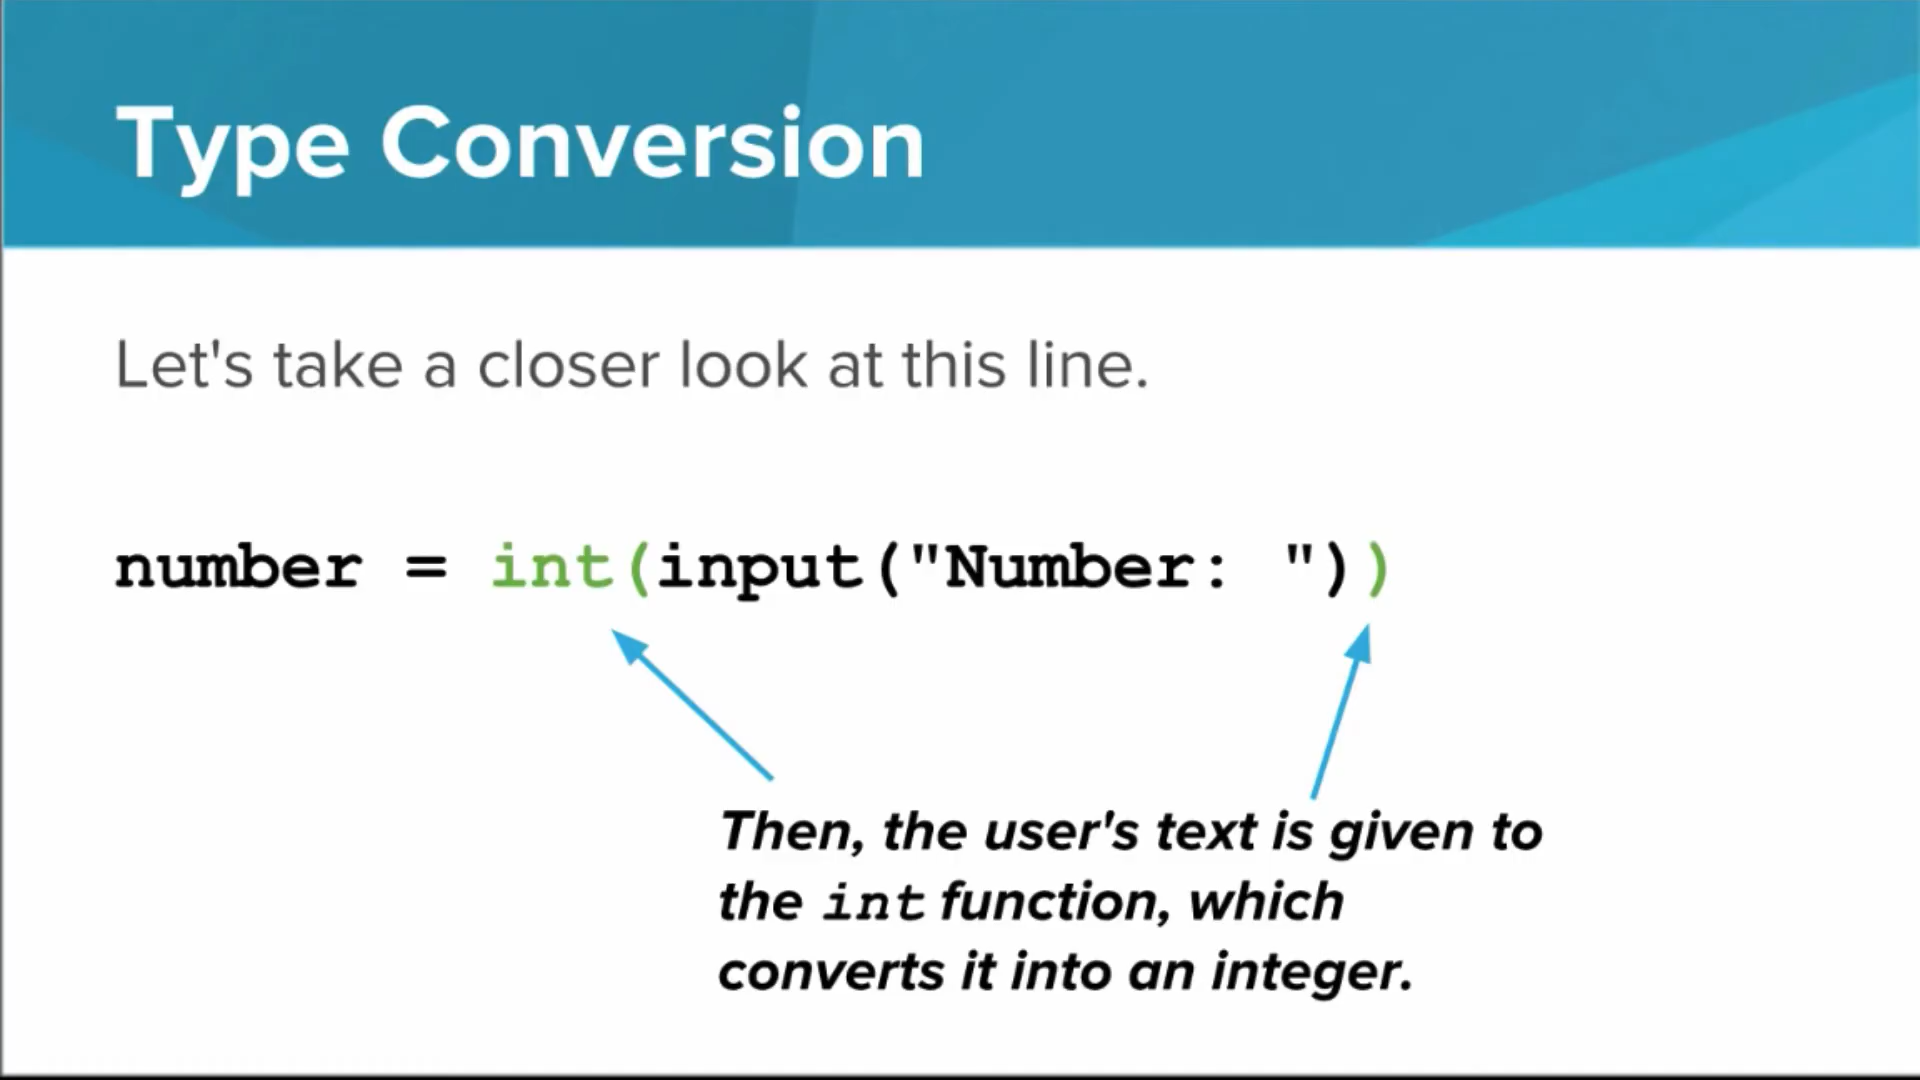 Type Conversion
Let's take a closer look at this line.
number = int(input("Number: "))
Then, the user's text is given to
the int function, which
converts it into an integer.